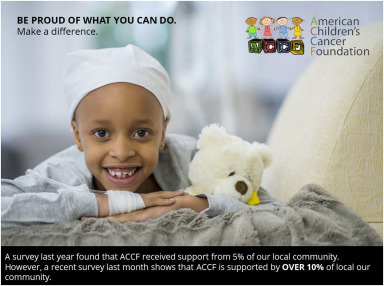 BE PROUD OF WHAT YOU CAN DO.
Make a difference.
American
Children's
Cancer
Foundation
ACCF
A survey last year found that ACCF received support from 5% of our local community.
However, a recent survey last month shows that ACCF is supported by OVER 10% of local our
community.